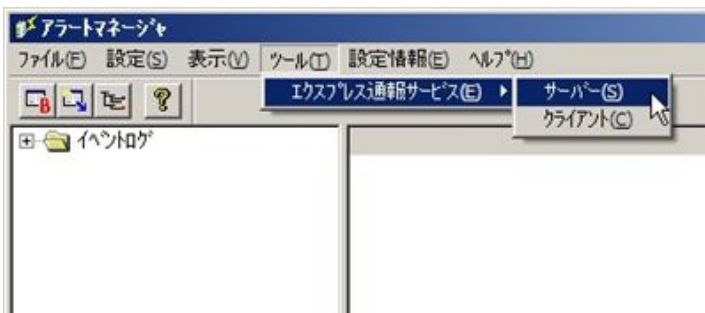 アラートマネージャ
ファイル(F) 設定(S) 表示(V) ツール(T) 設定情報(E) ヘルプ(H)
エクスプレス通報サービス(E) サーバー(S)
クライアント(C)
イベントログ